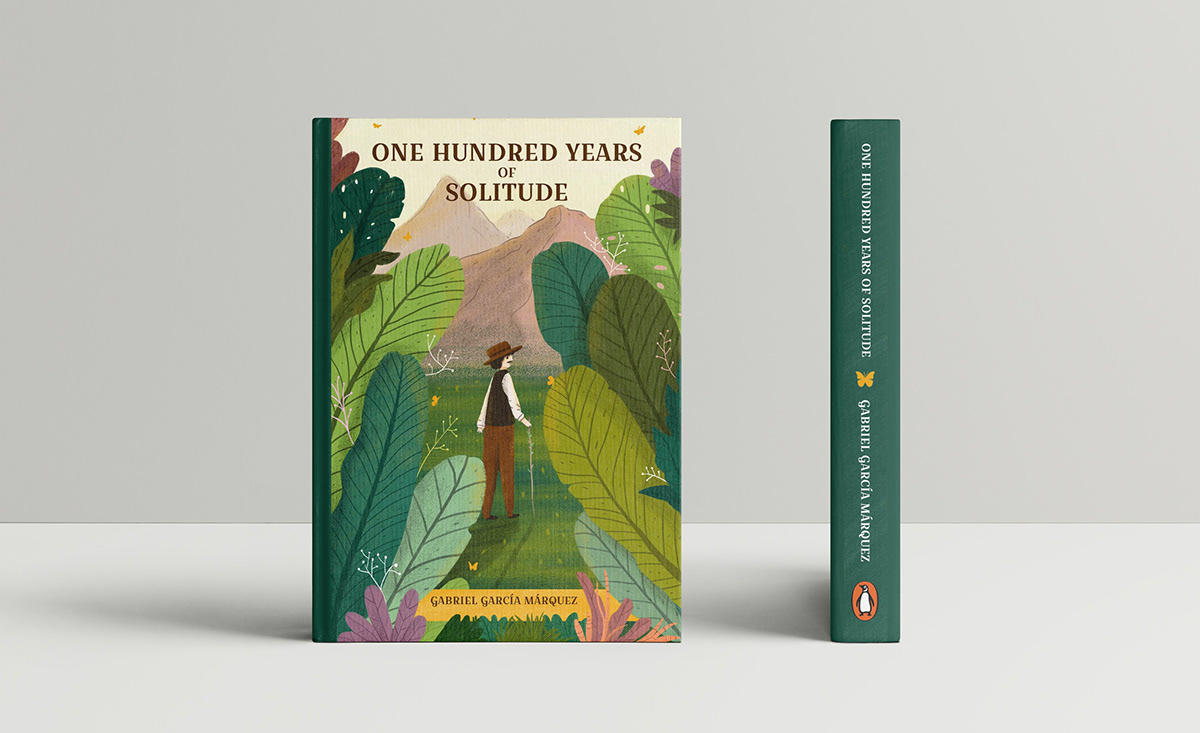 ONE HUNDRED YEARS
OF
SOLITUDE
GABRIEL GARCÍA MÁRQUEZ
ONE HUNDRED YEARS OF SOLITUDE
GABRIEL GARCÍA MÁRQUEZ